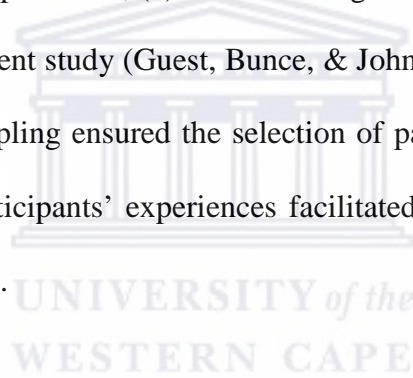 ent study (Guest, Bunce, & John
pling ensured the selection of pa
ticipants’ experiences facilitated
.
UNIVERSITY of the
WESTERN CAPE